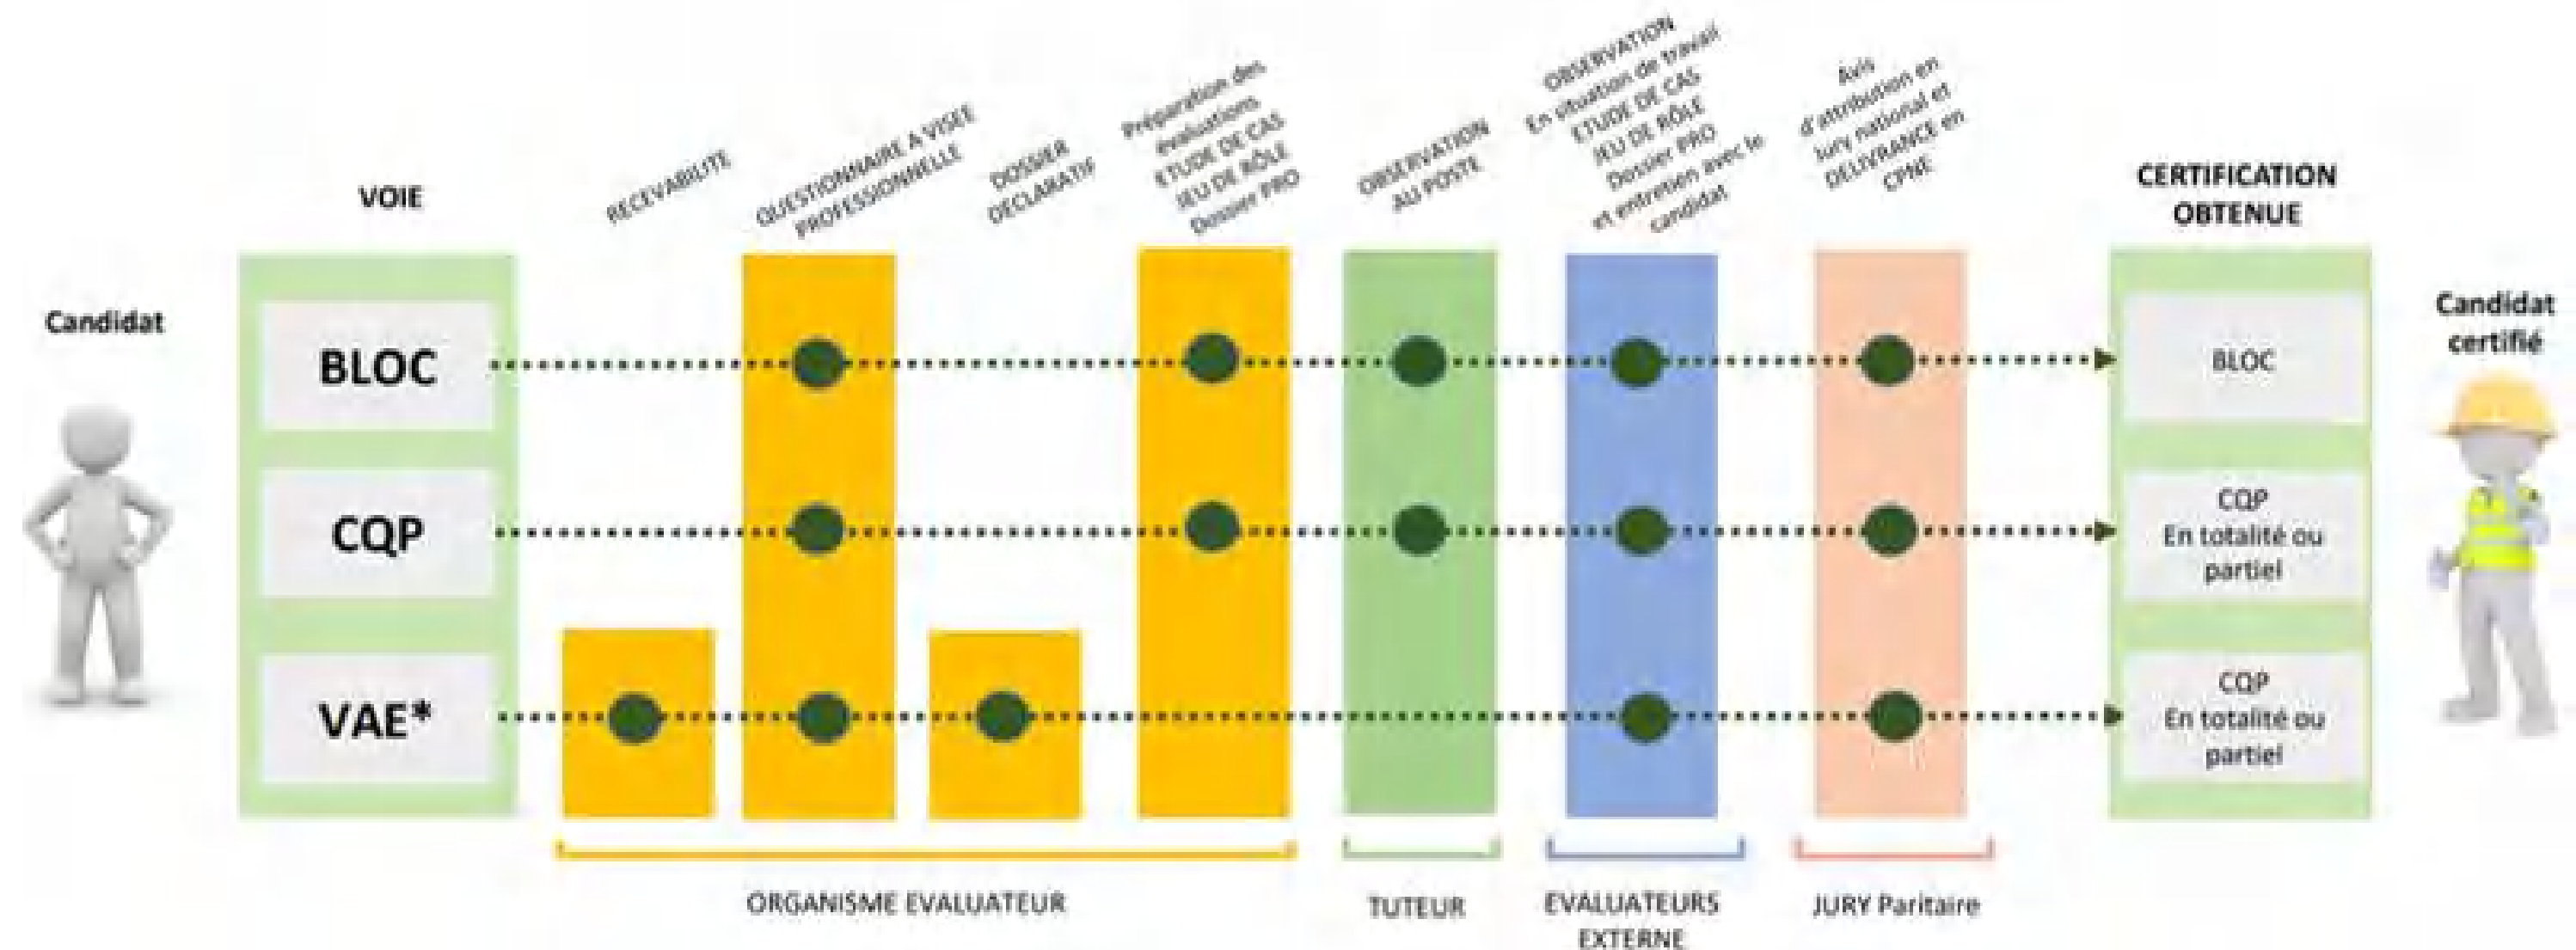 VOIE
RECEVABILITE
QUESTIONNAIRE A VISEE
PROFESSIONNELLE
DOSSIER
DECLARATIF
Préparation des
évaluations
ETUDE DE CAS
JEU DE RÔLE
Dossier PRO
OBSERVATION
AU POSTE
OBSERVATION
En situation de travail
ETUDE DE CAS
JEU DE RÔLE
Dossier PRO
et entretien avec le
candidat
Avis
d'attribution en
Jury national et
DELIVRANCE en
CPNE
CERTIFICATION
OBTENUE
Candidat
Candidat
certifié
BLOC
BLOC
CQP
CQP
En totalité ou
partiel
VAE*
CQP
En totalité ou
partiel
ORGANISME EVALUATEUR
TUTEUR
EVALUATEURS
EXTERNE
JURY Paritaire